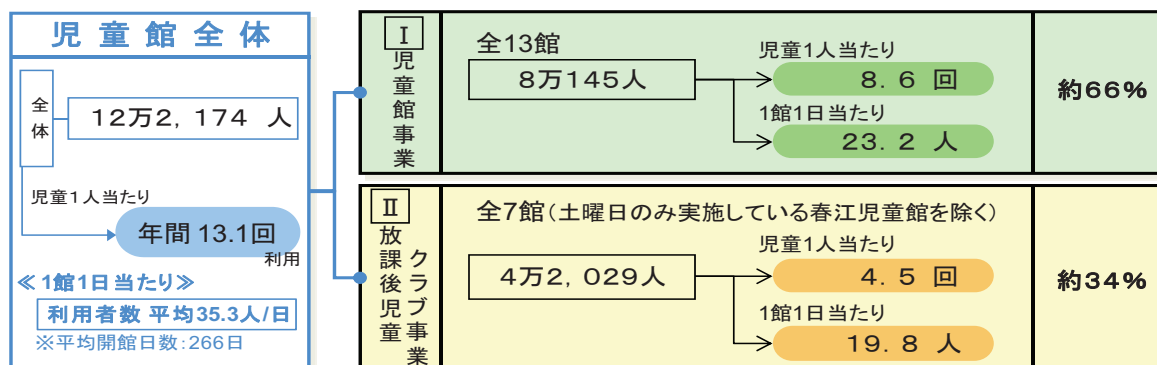 児童館全体
全体
12万2，174 人
児童1人当たり
年間 13.1回
利用
≪1館1日当たり≫
利用者数 平均35.3人/日
※平均開館日数：266日
Ⅰ
児童館事業
全13館
8万145人
児童1人当たり
8．6 回
1館1日当たり
23．2 人
約66%
Ⅱ
放課後児童
クラブ事業
全7館（土曜日のみ実施している春江児童館を除く）
4万2，029人
児童1人当たり
4．5 回
1館1日当たり
19．8 人
約34%